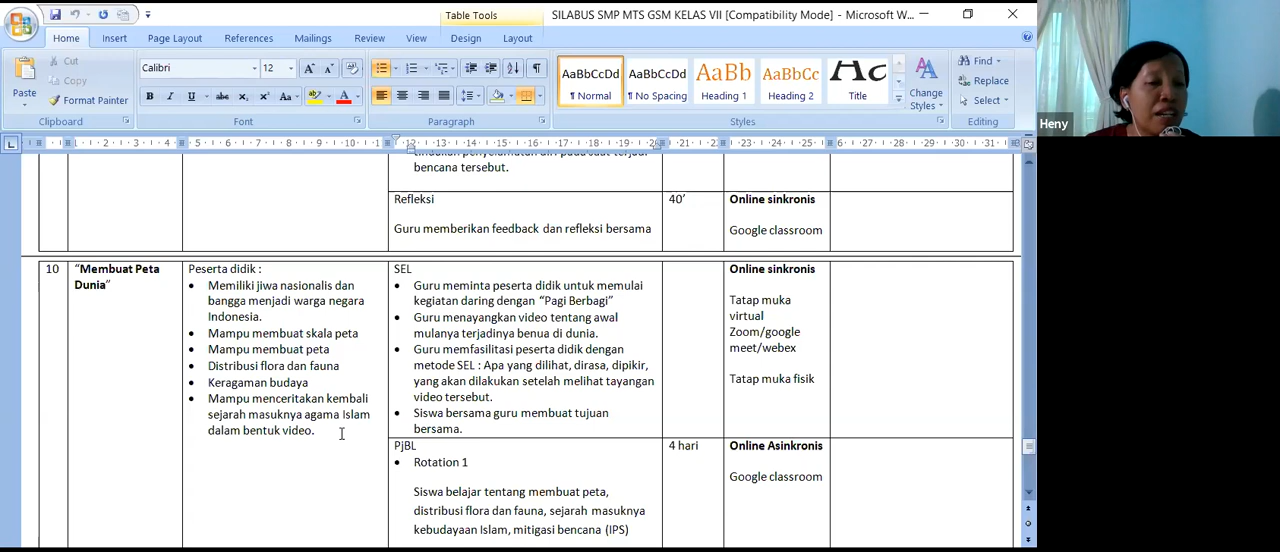 Table Tools
SILABUS SMP MTS GSM KELAS VII [Compatibility Mode] - Microsoft W...
Home Insert Page Layout References Mailings Review View Design Layout
Paste
Cut
Copy
Format Painter
Clipboard
Calibri 12
Font
Paragraph
AaBbCcDd AaBbCcDd AaBb AaBbCc AaC
¶ Normal ¶ No Spacing Heading 1 Heading 2 Title
Change
Styles
Styles
Find
Replace
Select
Editing
Heny
tindakan penyelamatan diri pada saat terjadi
bencana tersebut.
Refleksi
Guru memberikan feedback dan refleksi bersama
40’
Online sinkronis
Google classroom
10
“Membuat Peta
Dunia”
Peserta didik :
• Memiliki jiwa nasionalis dan
bangga menjadi warga negara
Indonesia.
• Mampu membuat skala peta
• Mampu membuat peta
• Distribusi flora dan fauna
• Keragaman budaya
• Mampu menceritakan kembali
sejarah masuknya agama Islam
dalam bentuk video.
SEL
• Guru meminta peserta didik untuk memulai
kegiatan daring dengan “Pagi Berbagi”
• Guru menayangkan video tentang awal
mulanya terjadinya benua di dunia.
• Guru memfasilitasi peserta didik dengan
metode SEL : Apa yang dilihat, dirasa, dipikir,
yang akan dilakukan setelah melihat tayangan
video tersebut.
• Siswa bersama guru membuat tujuan
bersama.
Online sinkronis
Tatap muka
virtual
Zoom/google
meet/webex
Tatap muka fisik
PjBL
• Rotation 1
Siswa belajar tentang membuat peta,
distribusi flora dan fauna, sejarah masuknya
kebudayaan Islam, mitigasi bencana (IPS)
4 hari
Online Asinkronis
Google classroom